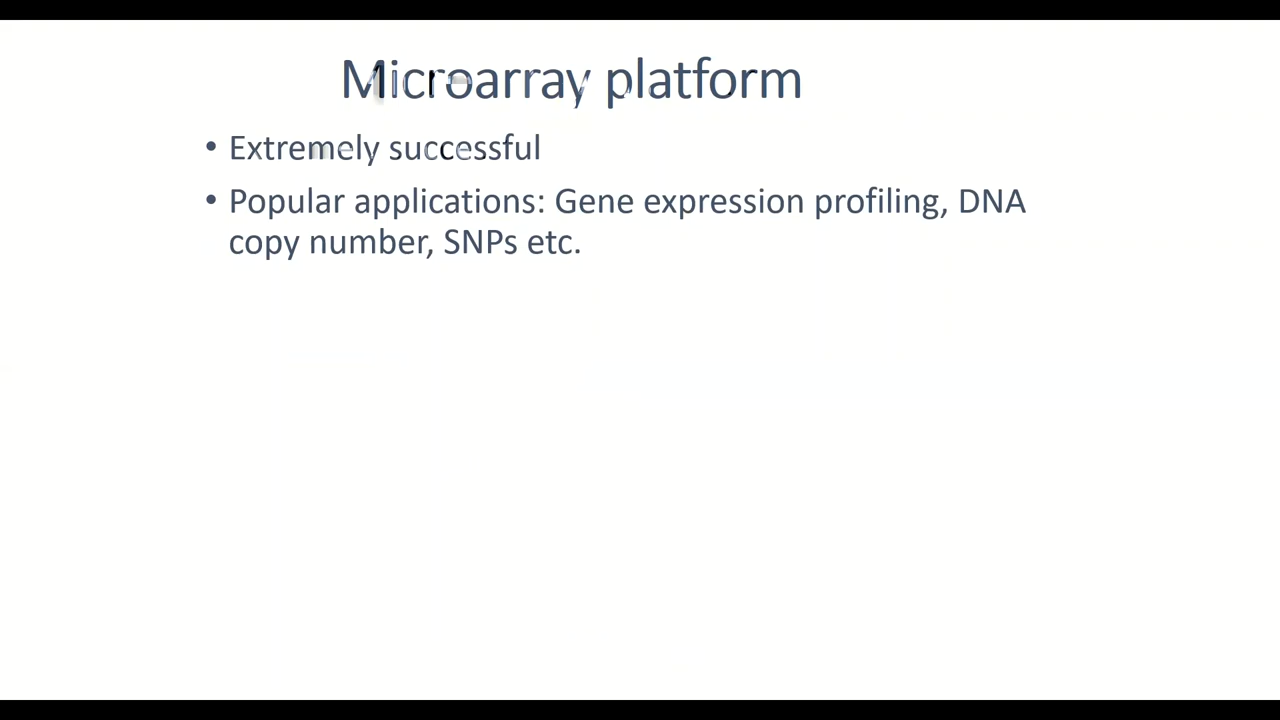 Microarray platform
• Extremely successful
• Popular applications: Gene expression profiling, DNA
copy number, SNPs etc.